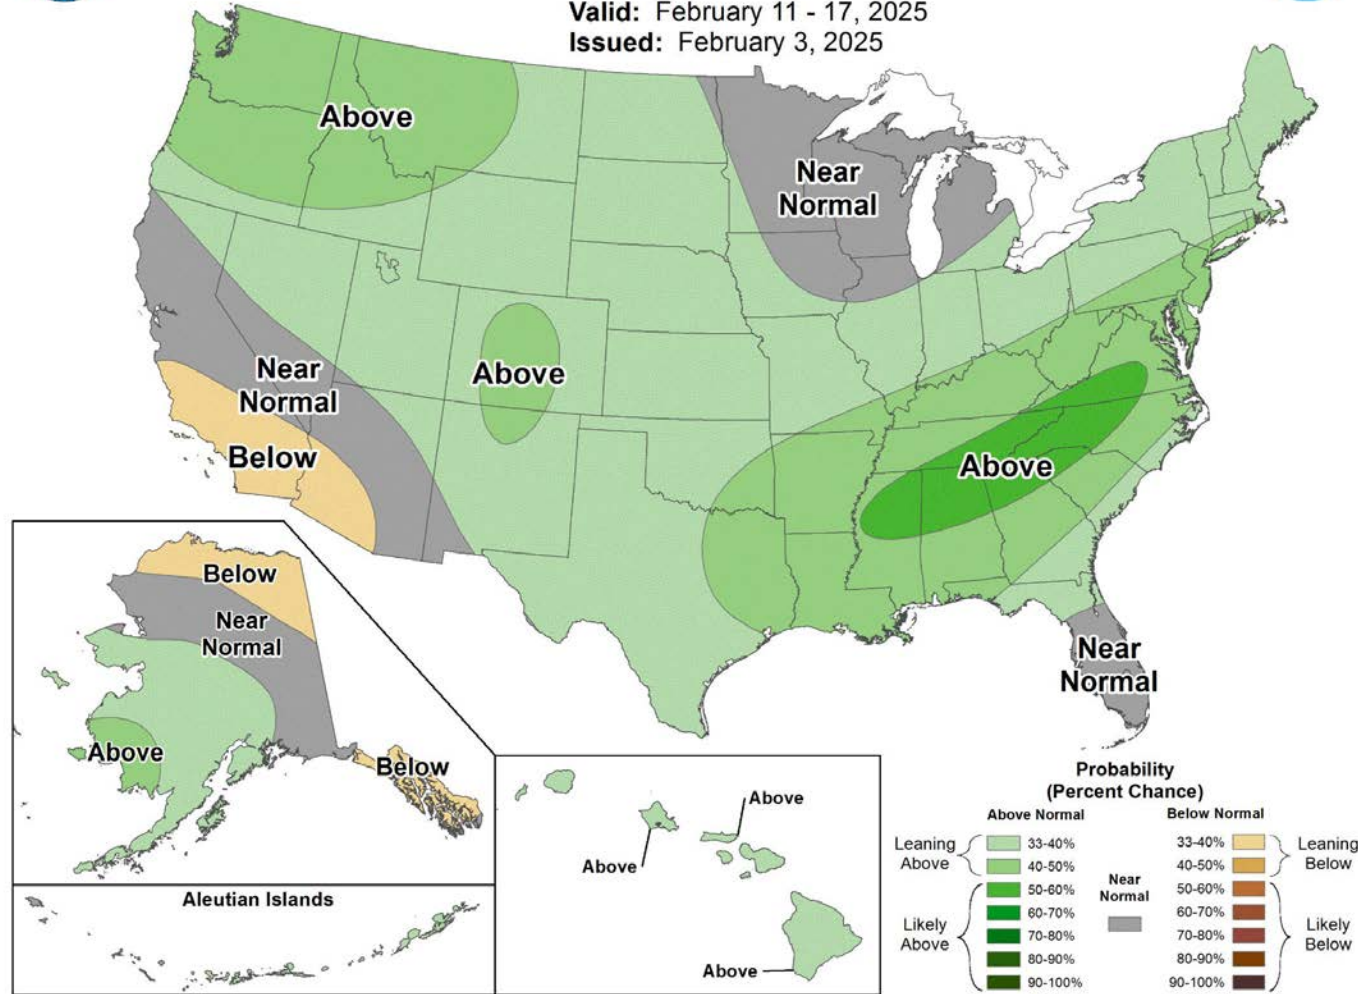 Valid: February 11 - 17, 2025
Issued: February 3, 2025
Above
Near
Normal
Near
Normal
Above
Below
Above
Near
Normal
Below
Near
Normal
Above
Below
Above
Above
Above
Aleutian Islands
Probability
(Percent Chance)
Above Normal
Below Normal
Leaning
Above
33-40%
40-50%
Likely
Above
50-60%
60-70%
70-80%
80-90%
90-100%
Near
Normal
33-40%
40-50%
Leaning
Below
50-60%
60-70%
70-80%
80-90%
90-100%
Likely
Below